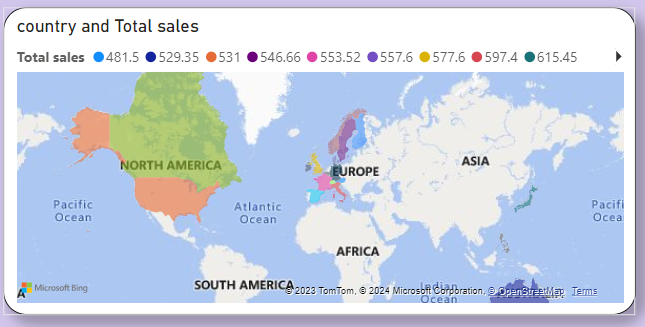 country and Total sales
Total sales 481.5 529.35 531 546.66 553.52 557.6 577.6 597.4 615.45
NORTH AMERICA
EUROPE
ASIA
Pacific
Ocean
Atlantic
Ocean
Pacifi
Oc
AFRICA
SOUTH AMERICA
Indian
Ocean
Microsoft Bing
© 2023 TomTom, © 2024 Microsoft Corporation, © OpenStreetMap Terms